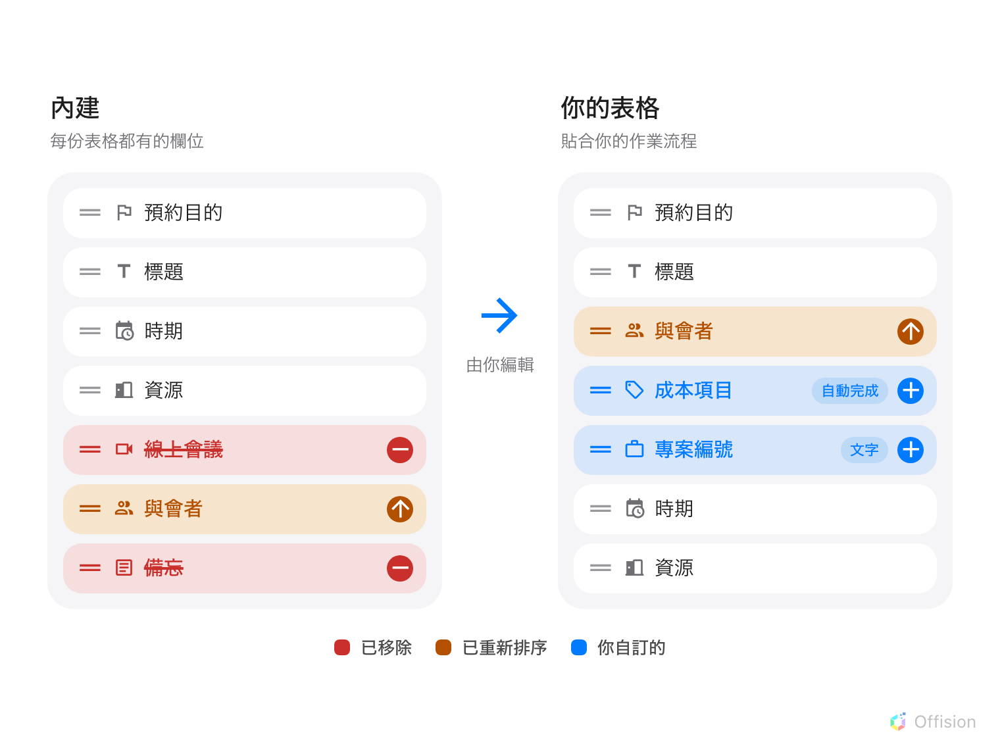 內建
每份表格都有的欄位
預約目的
標題
時期
資源
線上會議
與會者
備忘
由你編輯
你的表格
貼合你的作業流程
預約目的
標題
與會者
成本項目 自動完成
專案編號 文字
時期
資源
已移除 已重新排序 你自訂的
Offision